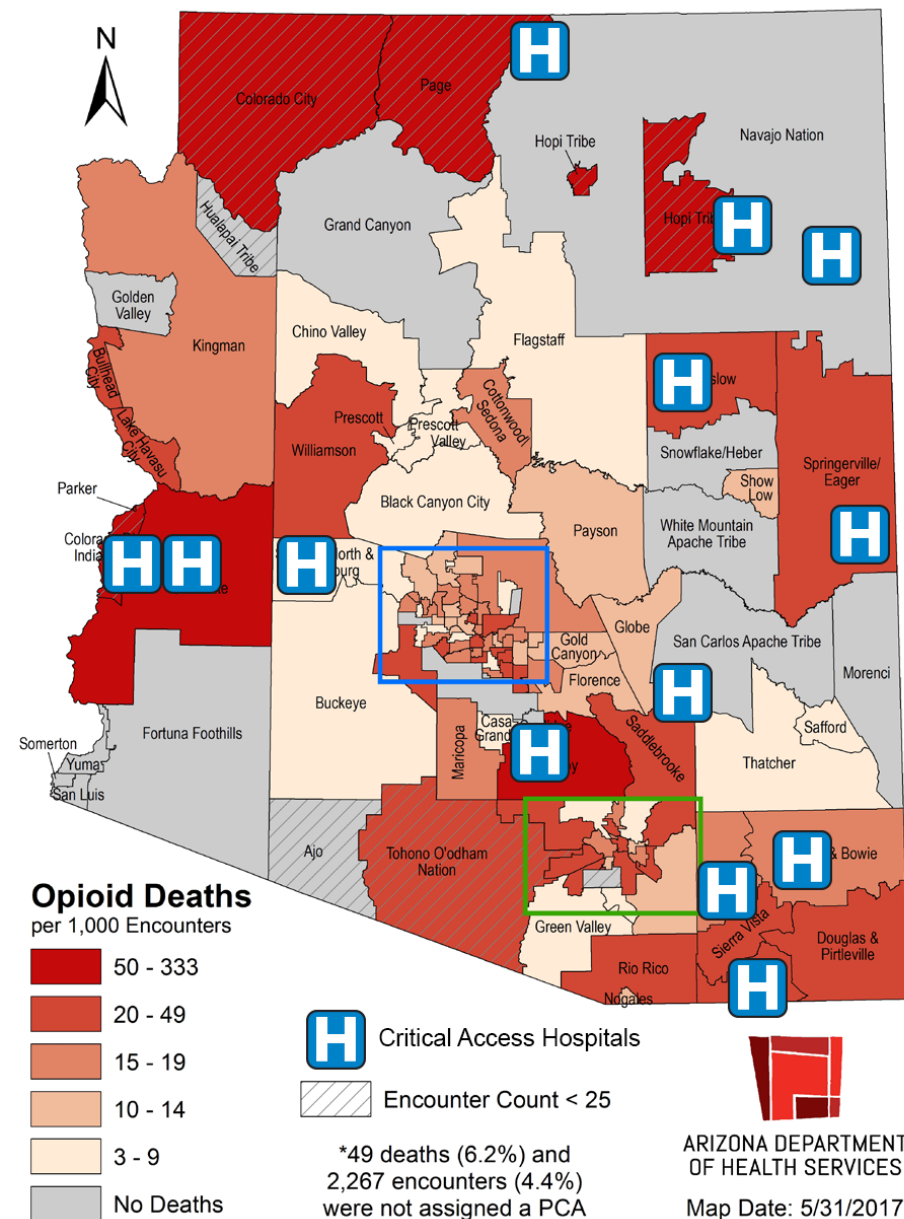 N
Colorado City
Page
Hopi Tribe
Navajo Nation
Hualapai Tribe
Grand Canyon
Hopi
H
H
H
Golden
Valley
Kingman
Chino Valley
Flagstaff
Bullhead
City
Lake Havasu
City
Cottonwood
Sedona
H
Prescott
Prescott
Valley
Williamson
Snowflake/Heber
Show
Low
Springerville/
Eager
Parker
Black Canyon City
Payson
White Mountain
Apache Tribe
H
H
H
H
North &
Globe
Gold
Canyon
San Carlos Apache Tribe
Morenci
Florence
Buckeye
H
Fortuna Foothills
Casa
Grand
H
Saddlebrooke
Safford
Somerton
Yuma
San Luis
Maricopa
Thatcher
Ajo
Tohono O'odham
Nation
H
& Bowie
H
Green Valley
Sierra Vista
Douglas &
Pirtleville
Rio Rico
Nogales
H
Opioid Deaths
per 1,000 Encounters
50 - 333
20 - 49
15 - 19
10 - 14
3 - 9
No Deaths
H
Critical Access Hospitals
Encounter Count < 25
*49 deaths (6.2%) and
2,267 encounters (4.4%)
were not assigned a PCA
ARIZONA DEPARTMENT
OF HEALTH SERVICES
Map Date: 5/31/2017